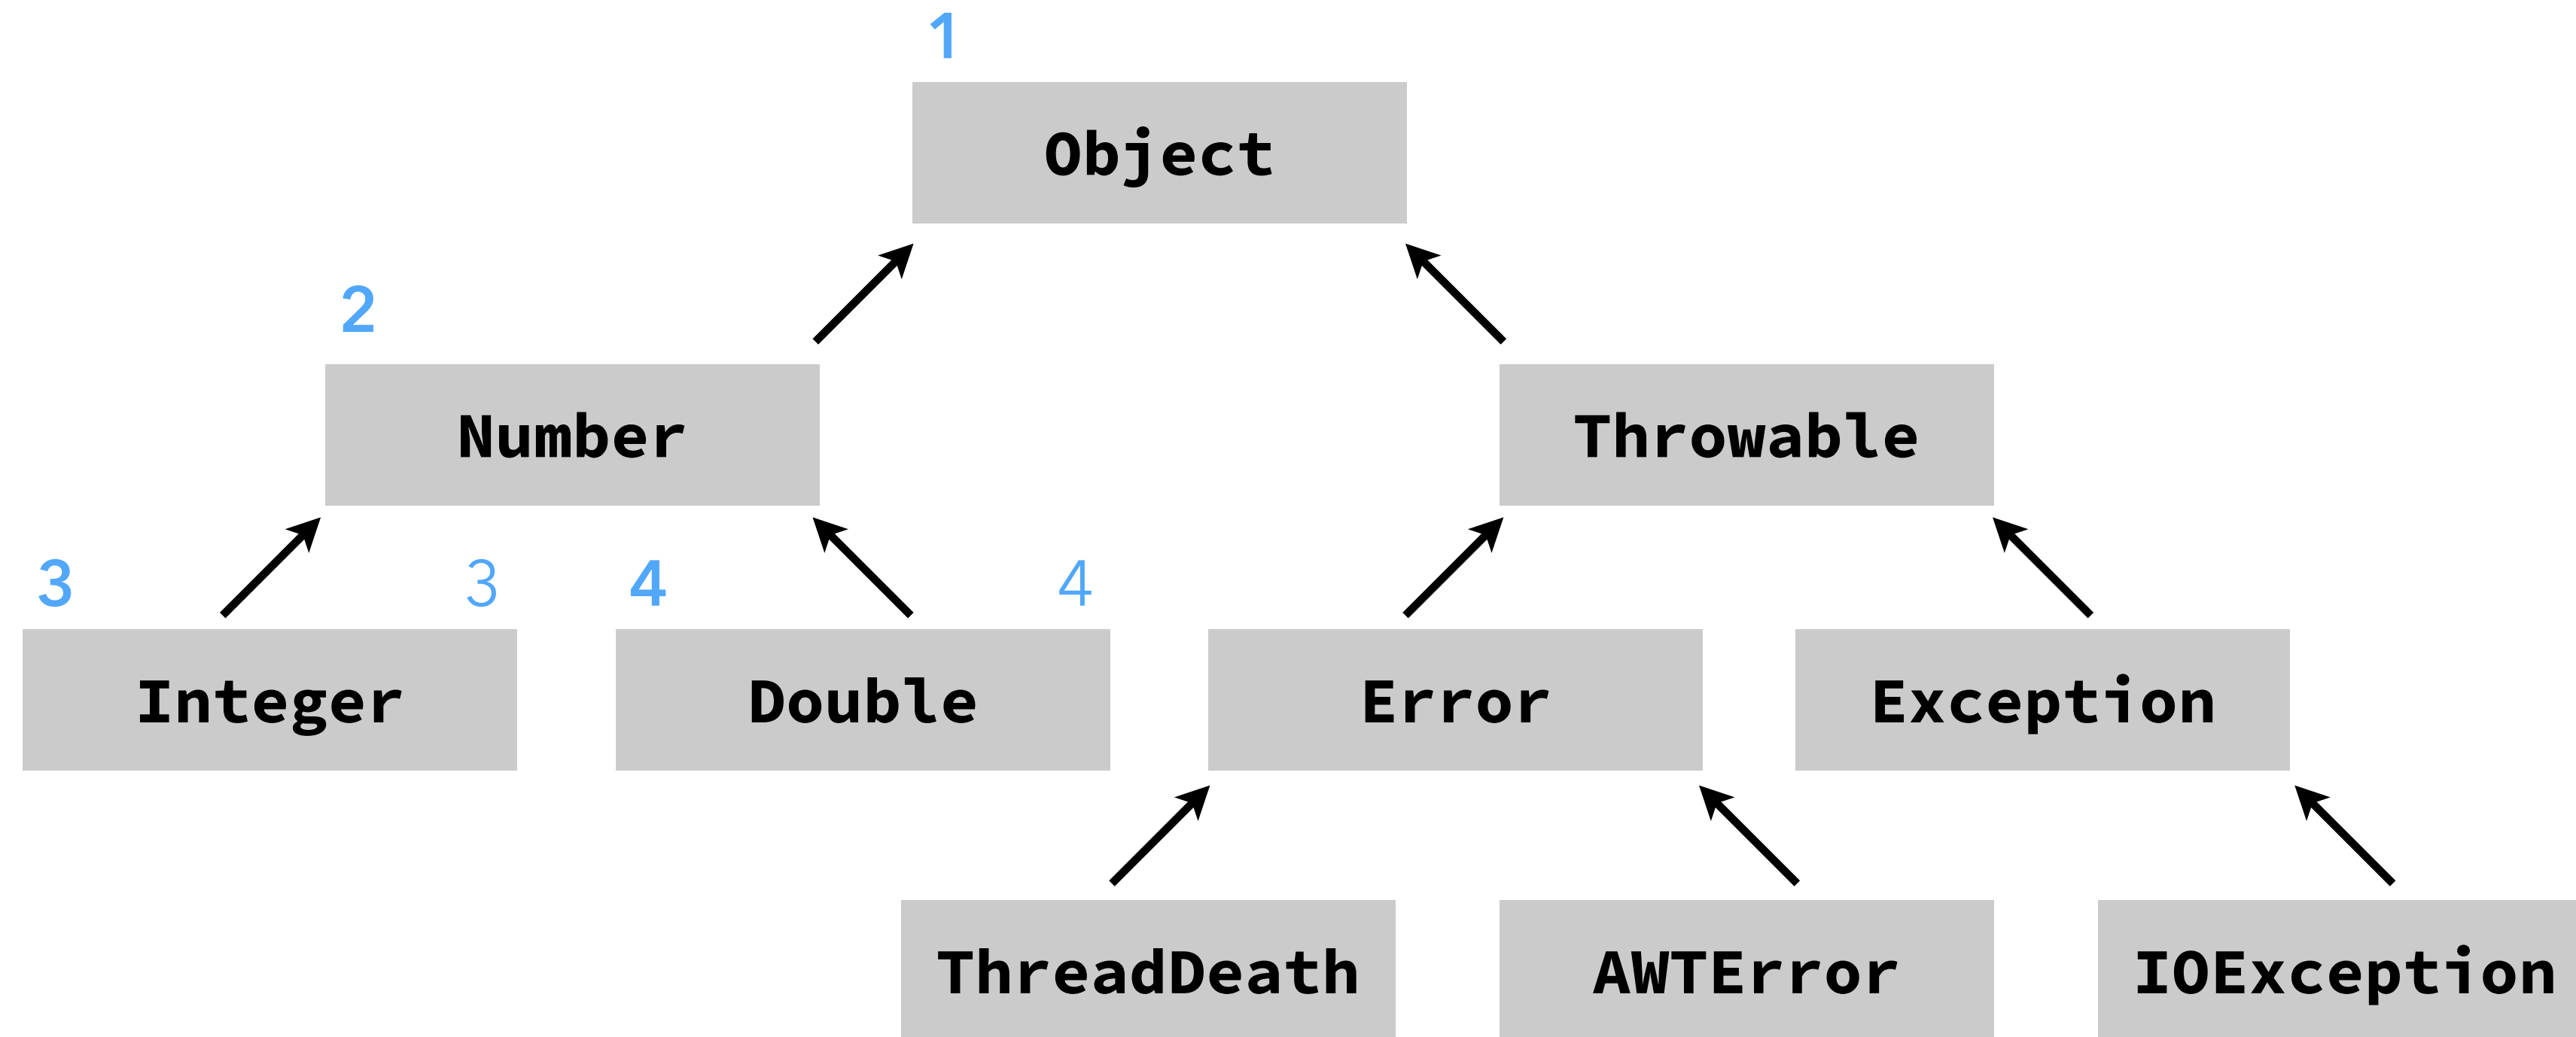 1
Object
2
Number
Throwable
3 3 4 4
Integer
Double
Error
Exception
ThreadDeath
AWTError
IOException